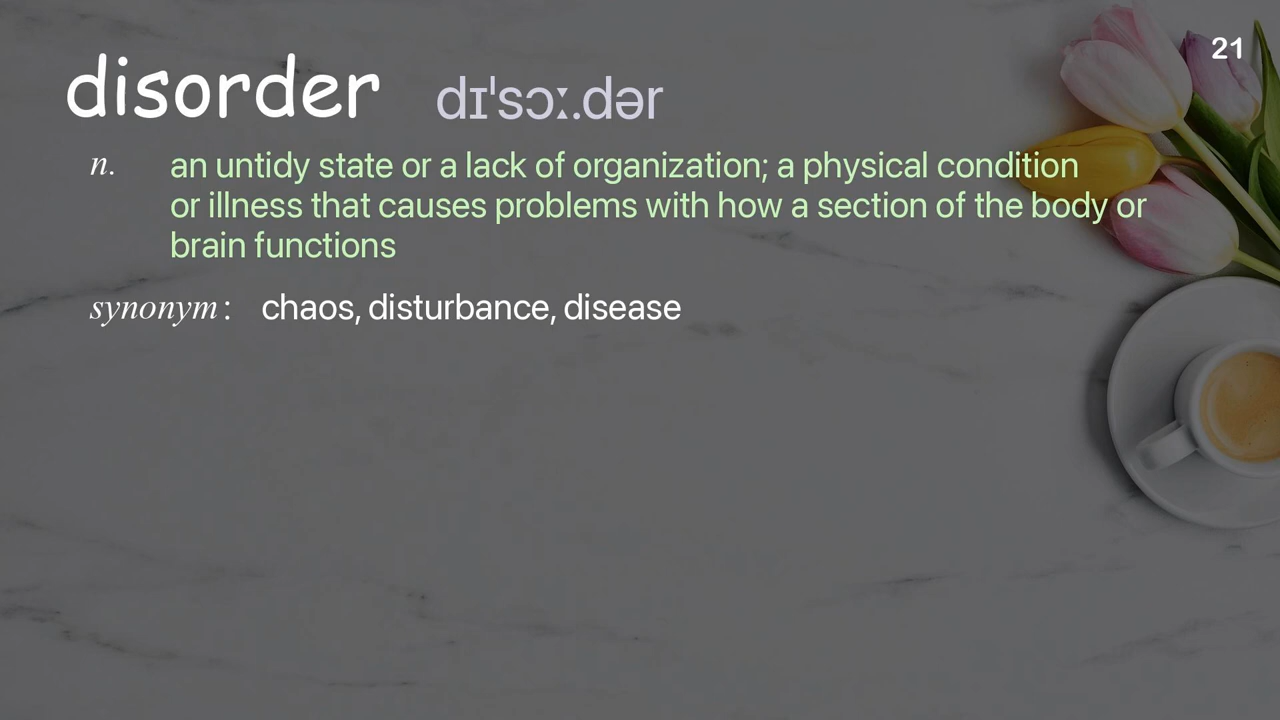 21
disorder dɪˈsɔː.dər
n. an untidy state or a lack of organization; a physical condition
or illness that causes problems with how a section of the body or
brain functions
synonym: chaos, disturbance, disease